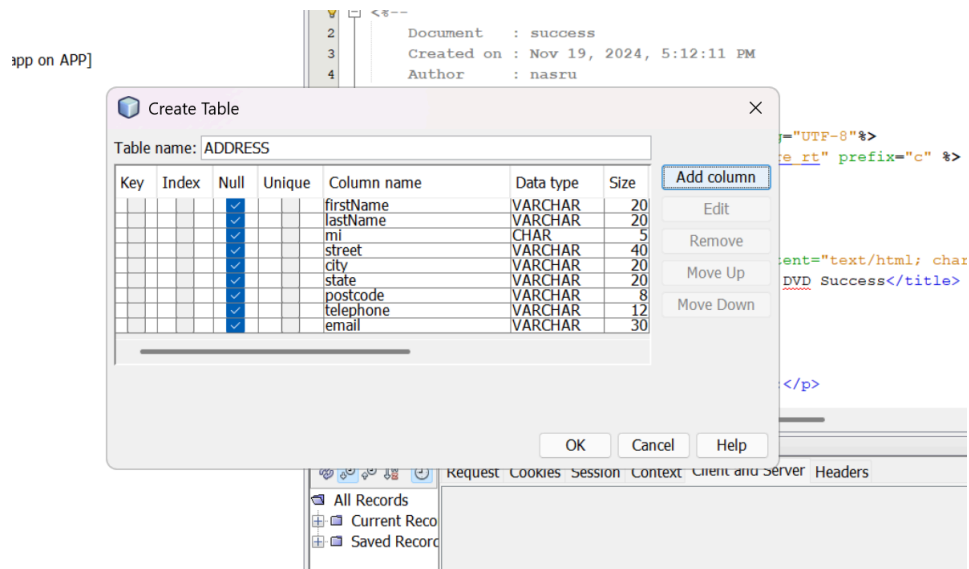 <%--
2 Document : success
3 Created on : Nov 19, 2024, 5:12:11 PM
4 Author : nasru
app on APP]
Create Table
="UTF-8"%>
prefix="c" %>
Table name: ADDRESS
Key Index Null Unique Column name Data type Size
firstName VARCHAR 20
lastName VARCHAR 20
mi CHAR 5
street VARCHAR 40
city VARCHAR 20
state VARCHAR 20
postcode VARCHAR 8
telephone VARCHAR 12
email VARCHAR 30
Add column
Edit
Remove
Move Up
Move Down
="text/html; char
DVD Success</title>
</p>
OK Cancel Help
Request Cookies Session Context Client and Server Headers
All Records
Current Reco
Saved Record